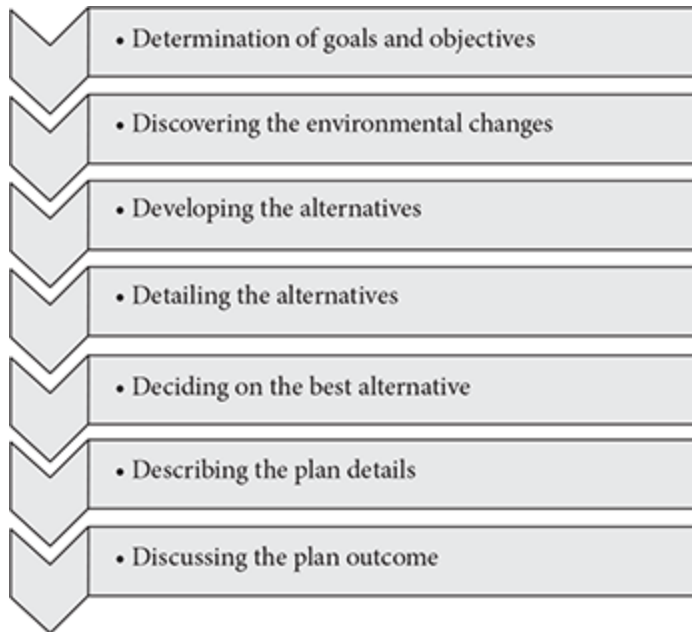 • Determination of goals and objectives
• Discovering the environmental changes
• Developing the alternatives
• Detailing the alternatives
• Deciding on the best alternative
• Describing the plan details
• Discussing the plan outcome